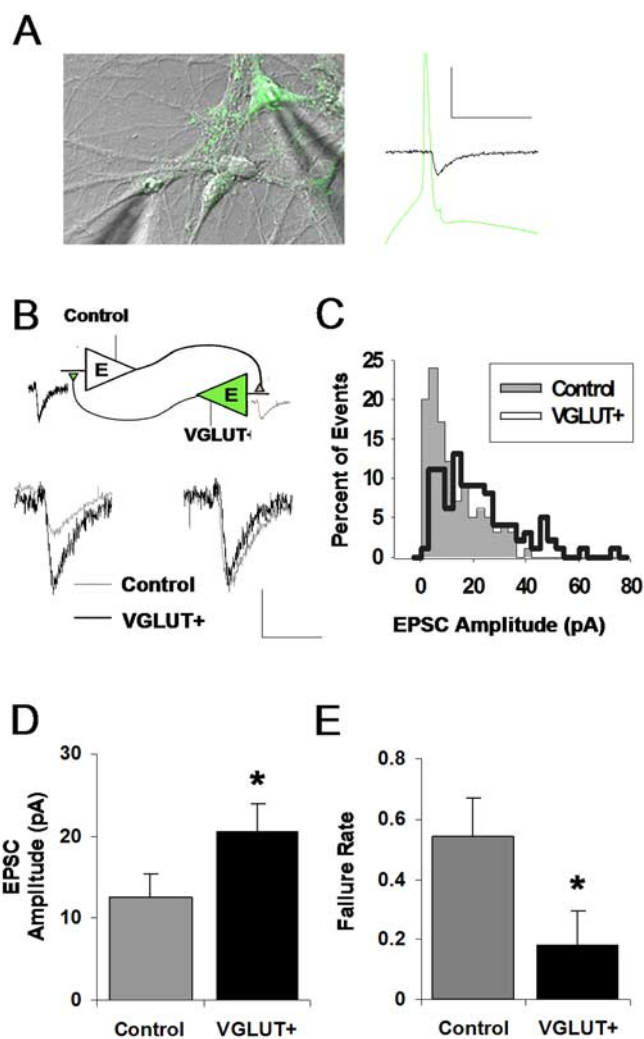 A
B
Control
E
E
VGLUT+
Control
VGLUT+
C
25
20
15
10
5
0
Percent of Events
Control
VGLUT+
0 20 40 60 80
EPSC Amplitude (pA)
D
30
20
10
0
EPSC
Amplitude (pA)
*
Control VGLUT+
E
0.8
0.6
0.4
0.2
0
Failure Rate
*
Control VGLUT+